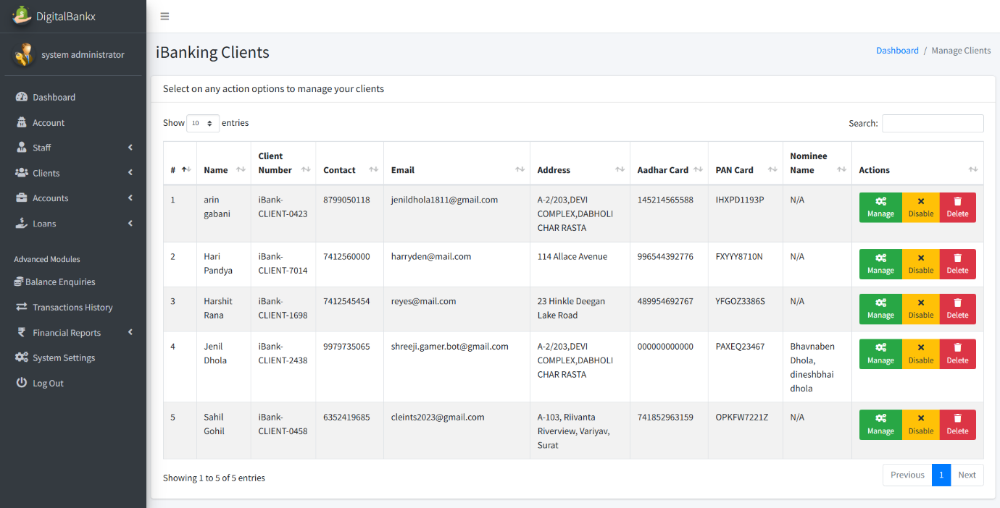 DigitalBankx
system administrator
Dashboard
Account
Staff
Clients
Accounts
Loans
Advanced Modules
Balance Enquiries
Transactions History
Financial Reports
System Settings
Log Out
iBanking Clients
Dashboard / Manage Clients
Select on any action options to manage your clients
Show 10 entries
Search:
# Name Client Number Contact Email Address Aadhar Card PAN Card Nominee Name Actions
1 arin gabani iBank-CLIENT-0423 8799050118 jenildhola1811@gmail.com A-2/203,DEVI COMPLEX,DABHOLI CHAR RASTA 145214565588 IHXPD1193P N/A Manage Disable Delete
2 Hari Pandya iBank-CLIENT-7014 7412560000 harryden@mail.com 114 Allace Avenue 996544392776 FXYYY8710N N/A Manage Disable Delete
3 Harshit Rana iBank-CLIENT-1698 7412545454 reyes@mail.com 23 Hinkle Deegan Lake Road 489954692767 YFGOZ3386S N/A Manage Disable Delete
4 Jenil Dhola iBank-CLIENT-2438 9979735065 shreeji.gamer.bot@gmail.com A-2/203,DEVI COMPLEX,DABHOLI CHAR RASTA 000000000000 PAXEQ23467 Bhavnaben Dhola, dineshbhai dhola Manage Disable Delete
5 Sahil Gohil iBank-CLIENT-0458 6352419685 cleints2023@gmail.com A-103, Riivanta Riverview, Variyav, Surat 741852963159 OPKFW7221Z N/A Manage Disable Delete
Showing 1 to 5 of 5 entries
Previous 1 Next